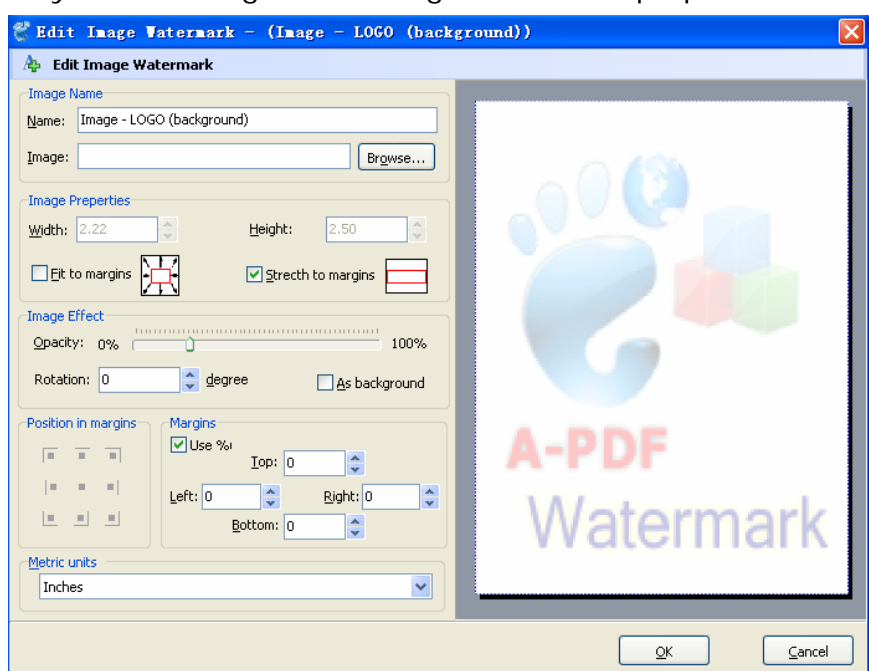 Edit Image Watermark - (Image - LOGO (background))
Edit Image Watermark
Image Name
Name: Image - LOGO (background)
Image: Browse...
Image Preperties
Width: 2.22 Height: 2.50
Fit to margins Strecth to margins
Image Effect
Opacity: 0% 100%
Rotation: 0 degree As background
Position in margins
Margins
Use %
Top: 0
Left: 0 Right: 0
Bottom: 0
Metric units
Inches
A-PDF
Watermark
OK Cancel